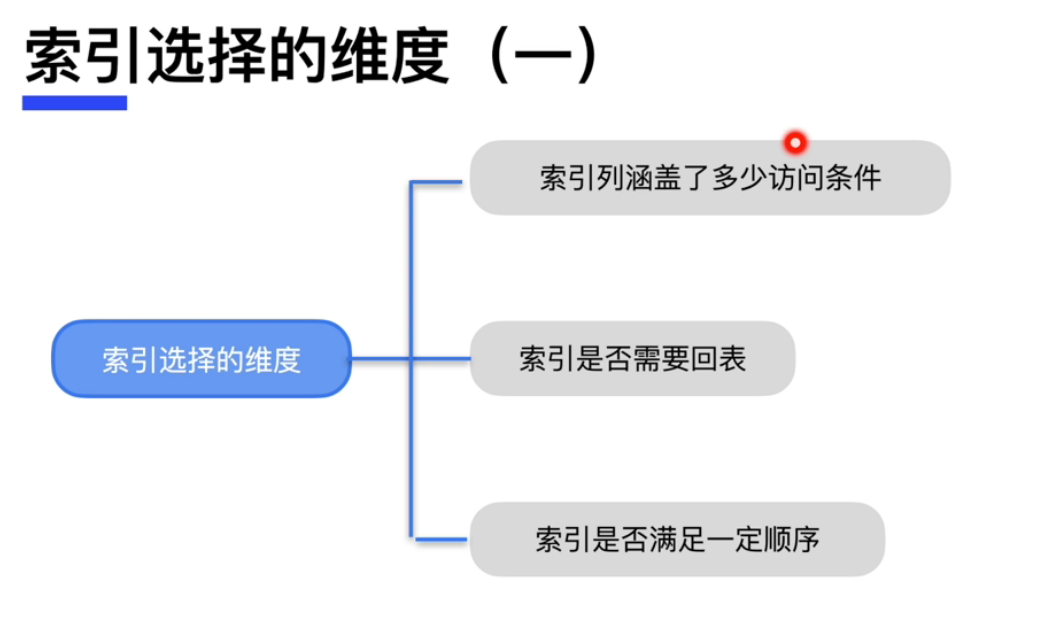 索引选择的维度（一）
索引列涵盖了多少访问条件
索引选择的维度
索引是否需要回表
索引是否满足一定顺序